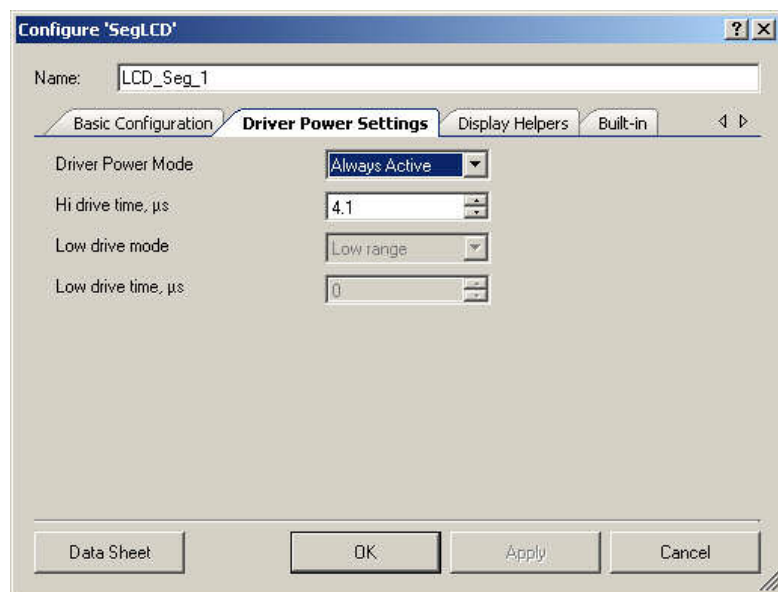 Configure 'SegLCD'
Name: LCD_Seg_1
Basic Configuration Driver Power Settings Display Helpers Built-in
Driver Power Mode Always Active
Hi drive time, µs 4.1
Low drive mode Low range
Low drive time, µs 0
Data Sheet OK Apply Cancel